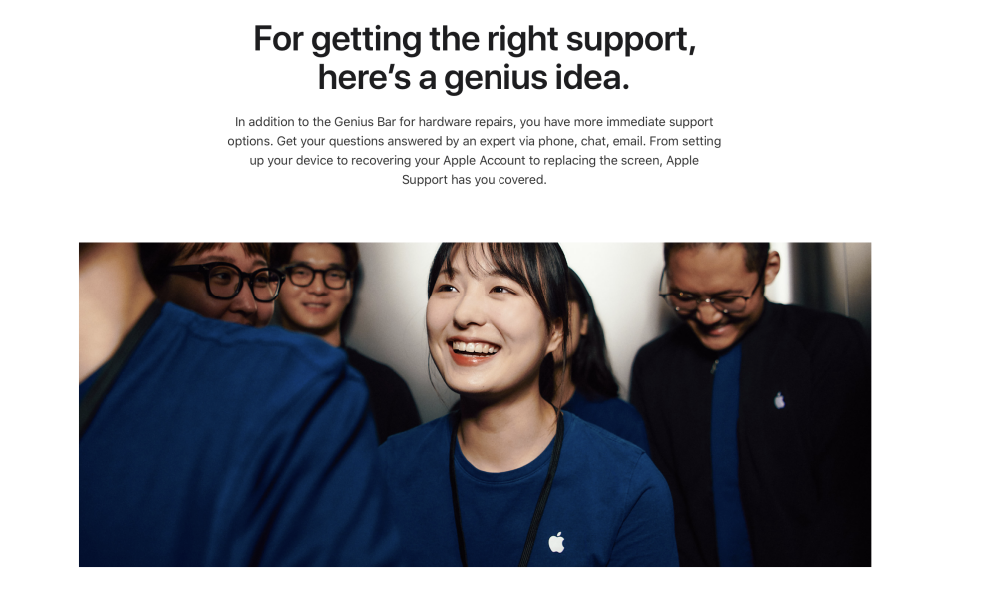 For getting the right support,
here’s a genius idea.
In addition to the Genius Bar for hardware repairs, you have more immediate support
options. Get your questions answered by an expert via phone, chat, email. From setting
up your device to recovering your Apple Account to replacing the screen, Apple
Support has you covered.